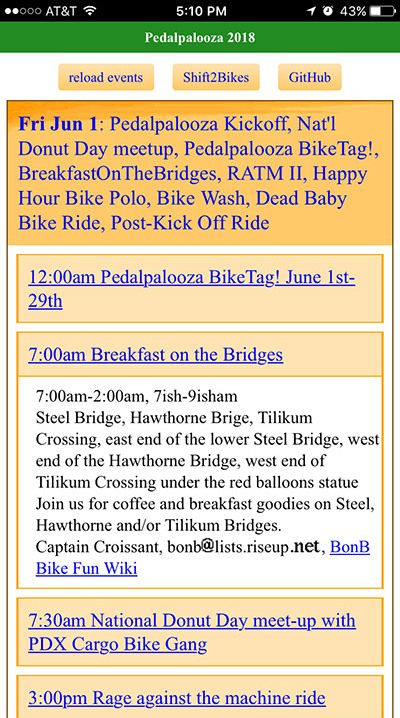 AT&T 5:10 PM 43%
Pedalpalooza 2018
reload events Shift2Bikes GitHub
Fri Jun 1: Pedalpalooza Kickoff, Nat'l
Donut Day meetup, Pedalpalooza BikeTag!,
BreakfastOnTheBridges, RATM II, Happy
Hour Bike Polo, Bike Wash, Dead Baby
Bike Ride, Post-Kick Off Ride
12:00am Pedalpalooza BikeTag! June 1st-
29th
7:00am Breakfast on the Bridges
7:00am-2:00am, 7ish-9isham
Steel Bridge, Hawthorne Brige, Tilikum
Crossing, east end of the lower Steel Bridge, west
end of the Hawthorne Bridge, west end of
Tilikum Crossing under the red balloons statue
Join us for coffee and breakfast goodies on Steel,
Hawthorne and/or Tilikum Bridges.
Captain Croissant, bonb@lists.riseup.net, BonB
Bike Fun Wiki
7:30am National Donut Day meet-up with
PDX Cargo Bike Gang
3:00pm Rage against the machine ride